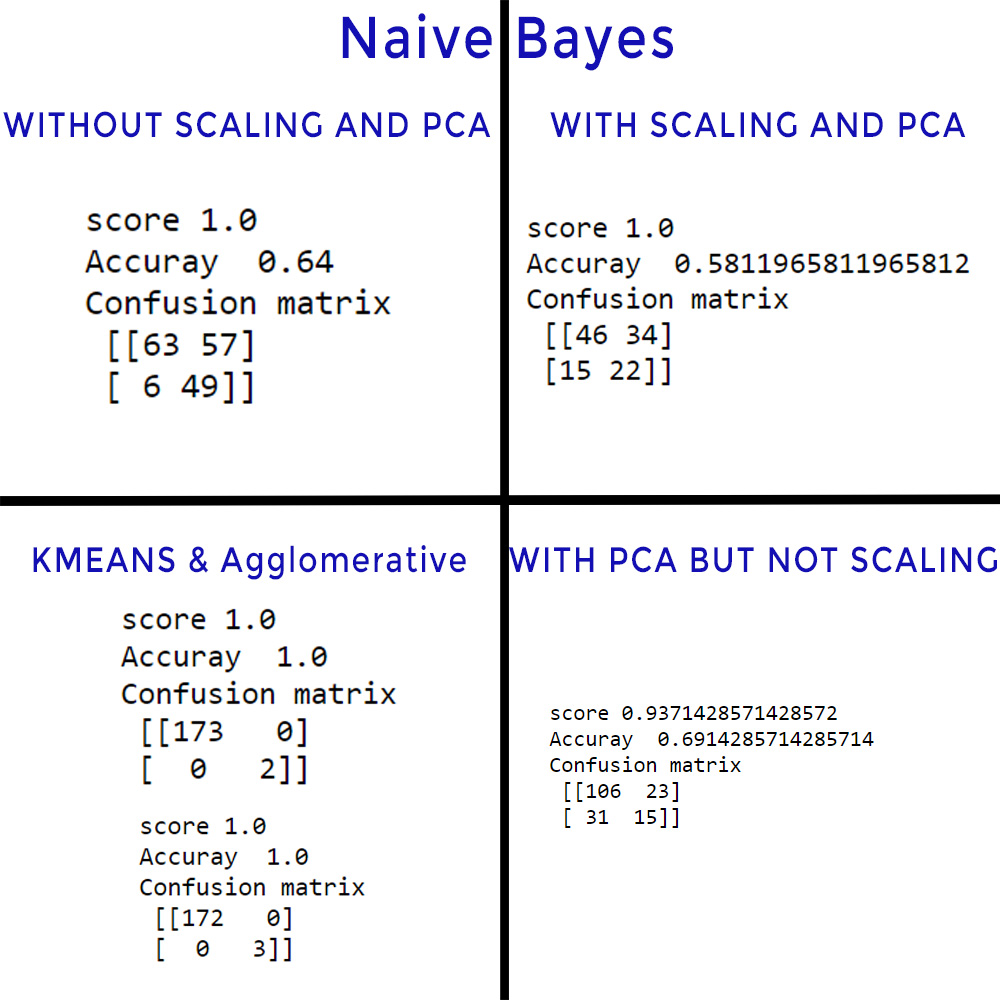 Naive Bayes
WITHOUT SCALING AND PCA
score 1.0
Accuray  0.64
Confusion matrix
[[63 57]
[ 6 49]]
WITH SCALING AND PCA
score 1.0
Accuray  0.5811965811965812
Confusion matrix
[[46 34]
[15 22]]
KMEANS & Agglomerative
score 1.0
Accuray  1.0
Confusion matrix
[[173   0]
[  0   2]]
score 1.0
Accuray  1.0
Confusion matrix
[[172   0]
[  0   3]]
WITH PCA BUT NOT SCALING
score 0.9371428571428572
Accuray  0.6914285714285714
Confusion matrix
[[106  23]
[ 31  15]]